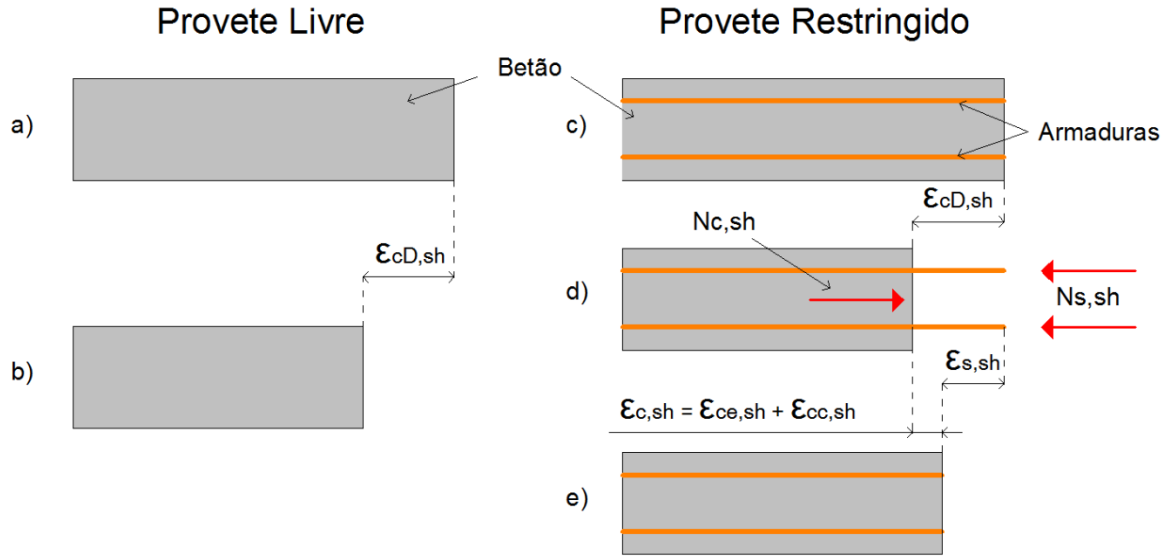 Provete Livre
Provete Restringido
Betão
a)
c)
Armaduras
εcD,sh
εcD,sh
Nc,sh
d)
Ns,sh
b)
εs,sh
εc,sh = εce,sh + εcc,sh
e)